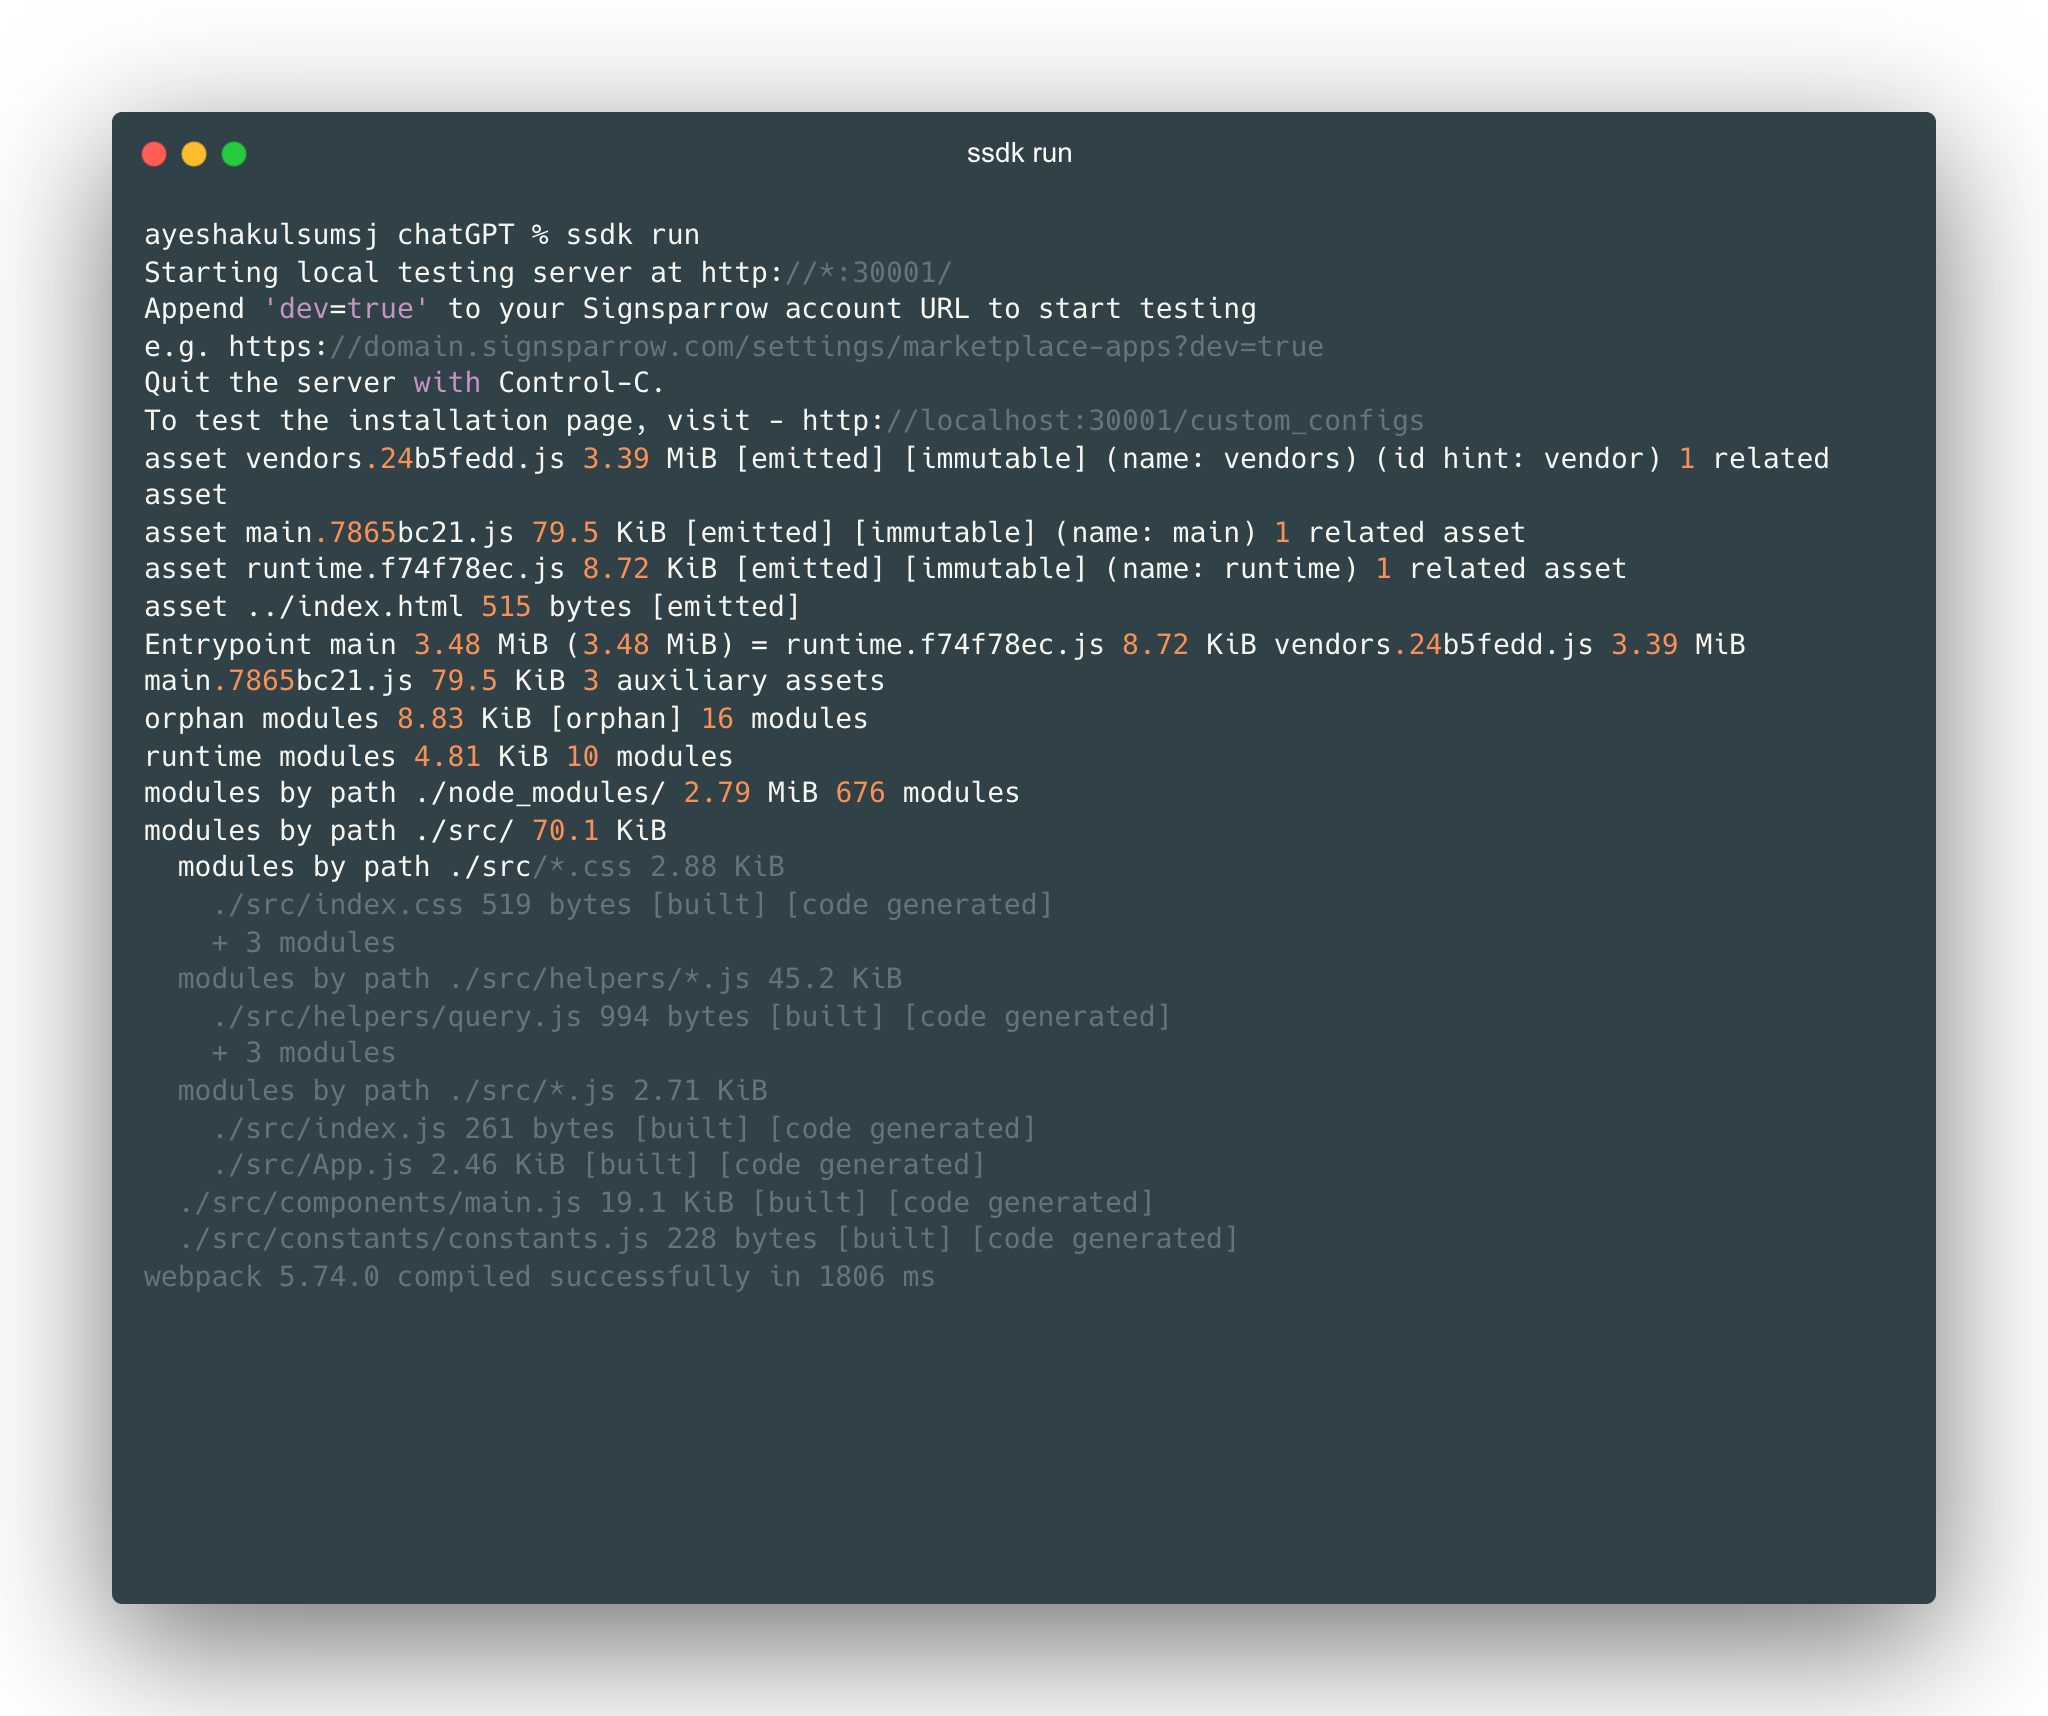 ssdk run
ayeshakulsumsj chatGPT % ssdk run
Starting local testing server at http://*:30001/
Append 'dev=true' to your Signsparrow account URL to start testing
e.g. https://domain.signsparrow.com/settings/marketplace-apps?dev=true
Quit the server with Control-C.
To test the installation page, visit - http://localhost:30001/custom_configs
asset vendors.24b5fedd.js 3.39 MiB [emitted] [immutable] (name: vendors) (id hint: vendor) 1 related
asset
asset main.7865bc21.js 79.5 KiB [emitted] [immutable] (name: main) 1 related asset
asset runtime.f74f78ec.js 8.72 KiB [emitted] [immutable] (name: runtime) 1 related asset
asset ../index.html 515 bytes [emitted]
Entrypoint main 3.48 MiB (3.48 MiB) = runtime.f74f78ec.js 8.72 KiB vendors.24b5fedd.js 3.39 MiB
main.7865bc21.js 79.5 KiB 3 auxiliary assets
orphan modules 8.83 KiB [orphan] 16 modules
runtime modules 4.81 KiB 10 modules
modules by path ./node_modules/ 2.79 MiB 676 modules
modules by path ./src/ 70.1 KiB
  modules by path ./src/*.css 2.88 KiB
    ./src/index.css 519 bytes [built] [code generated]
    + 3 modules
  modules by path ./src/helpers/*.js 45.2 KiB
    ./src/helpers/query.js 994 bytes [built] [code generated]
    + 3 modules
  modules by path ./src/*.js 2.71 KiB
    ./src/index.js 261 bytes [built] [code generated]
    ./src/App.js 2.46 KiB [built] [code generated]
  ./src/components/main.js 19.1 KiB [built] [code generated]
  ./src/constants/constants.js 228 bytes [built] [code generated]
webpack 5.74.0 compiled successfully in 1806 ms